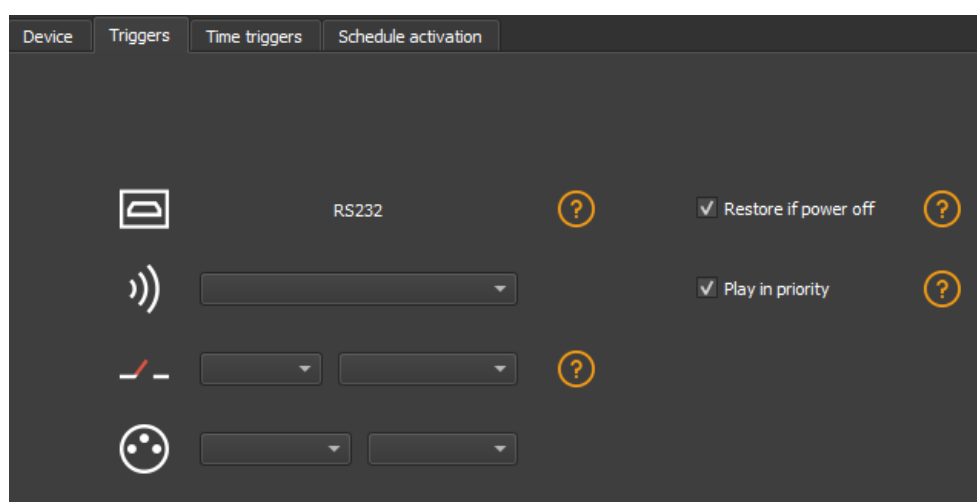 Device Triggers Time triggers Schedule activation
RS232 ? Restore if power off ?
Play in priority ?
?